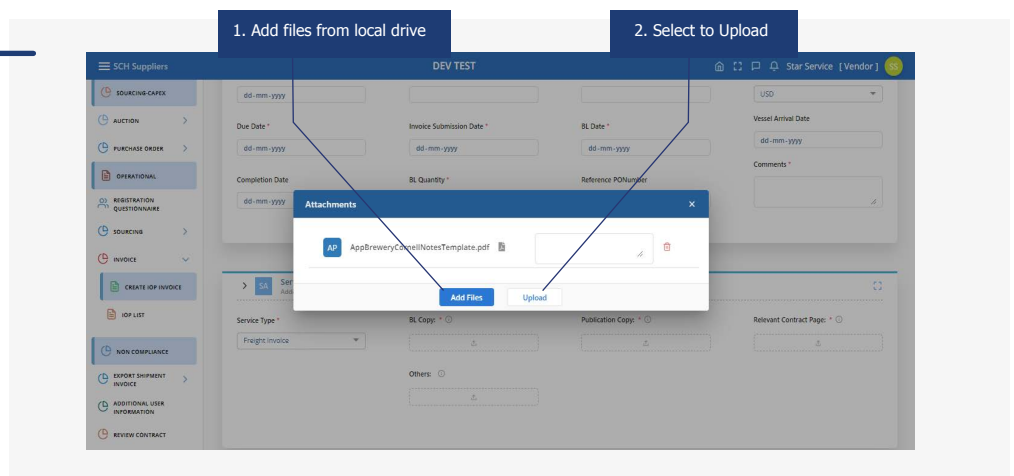 1. Add files from local drive
2. Select to Upload
SCH Suppliers
DEV TEST
Star Service [ Vendor ]
SS
SOURCING-CAPEX
AUCTION
PURCHASE ORDER
OPERATIONAL
REGISTRATION
QUESTIONNAIRE
SOURCING
INVOICE
CREATE IOP INVOICE
IOP LIST
NON COMPLIANCE
EXPORT SHIPMENT
INVOICE
ADDITIONAL USER
INFORMATION
REVIEW CONTRACT
dd-mm-yyyy
USD
Due Date *
Invoice Submission Date *
BL Date *
Vessel Arrival Date
dd-mm-yyyy
dd-mm-yyyy
dd-mm-yyyy
dd-mm-yyyy
Completion Date
BL Quantity *
Reference PONumber
Comments *
dd-mm-yyyy
Attachments
AP
AppBreweryCornellNotesTemplate.pdf
Add Files
Upload
SA
Ser
Service Type *
BL Copy: *
Publication Copy: *
Relevant Contract Page: *
Freight Invoice
Others: